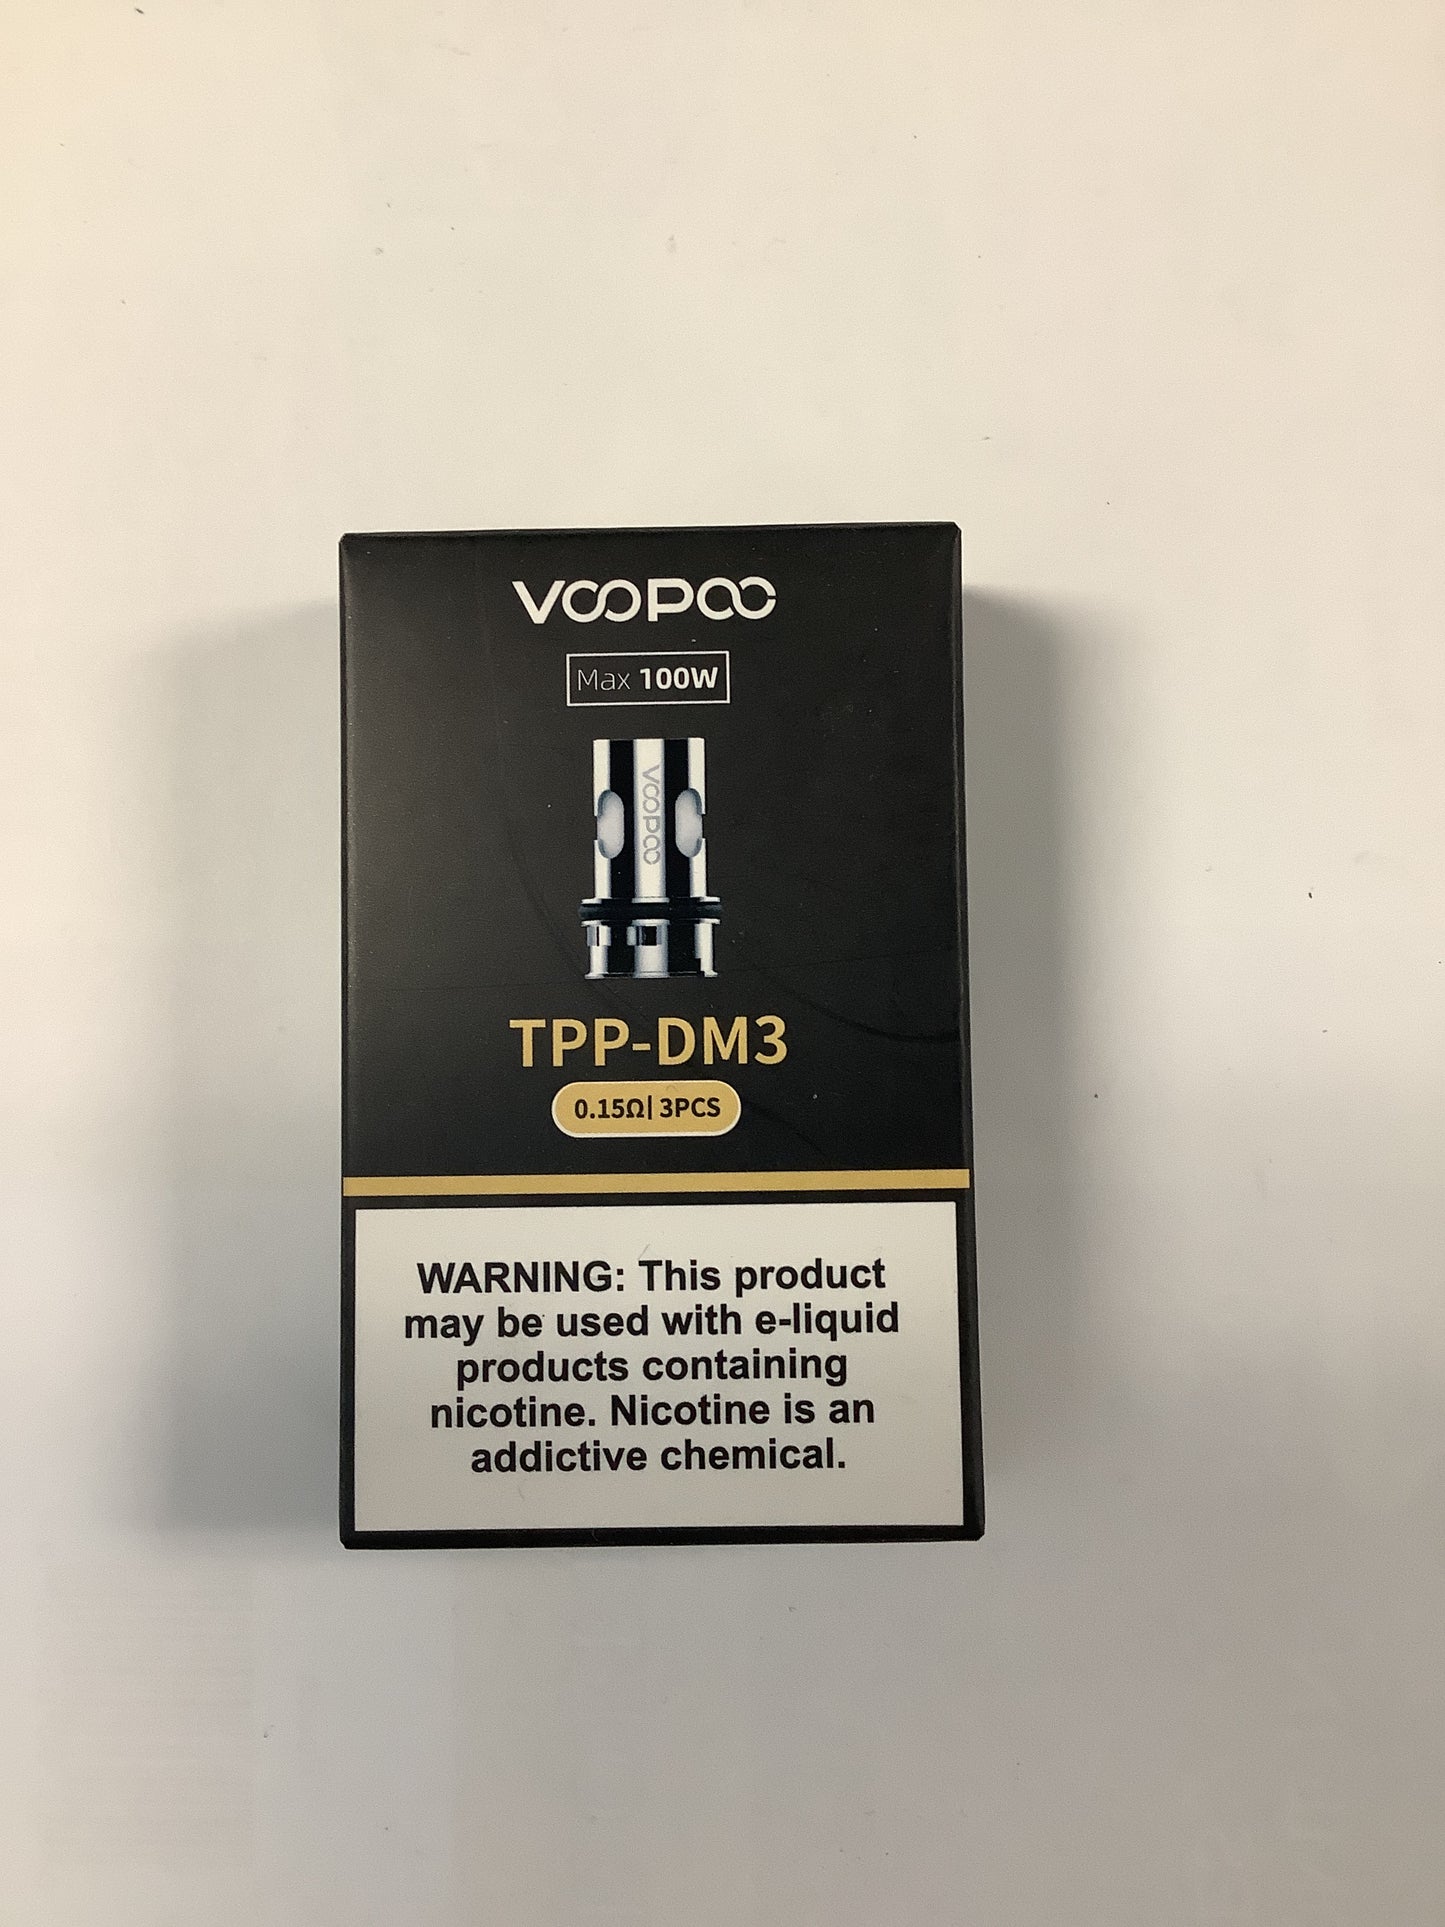 VOOPOO
Max 100W
VOOPOO
TPP-DM3
0.15Ω| 3PCS
WARNING: This product
may be used with e-liquid
products containing
nicotine. Nicotine is an
addictive chemical.